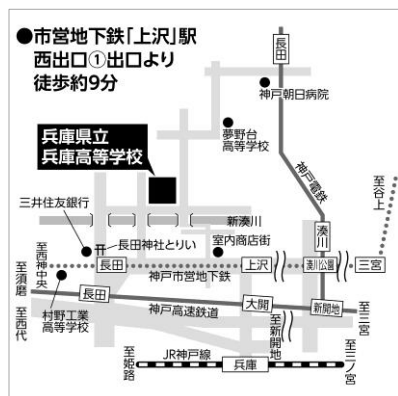 ●市営地下鉄「上沢」駅
西出口①出口より
徒歩約9分
長田
神戸朝日病院
夢野台
高等学校
兵庫県立
兵庫高等学校
神戸電鉄
至谷上
三井住友銀行
新湊川
長田神社とりい
室内商店街
湊川
至西神中央
長田
神戸市営地下鉄
上沢
湊川公園
三宮
至須磨
至西代
村野工業
高等学校
長田
神戸高速鉄道
大開
新開地
至三宮
至新開地
JR神戸線
至姫路
兵庫
至三ノ宮